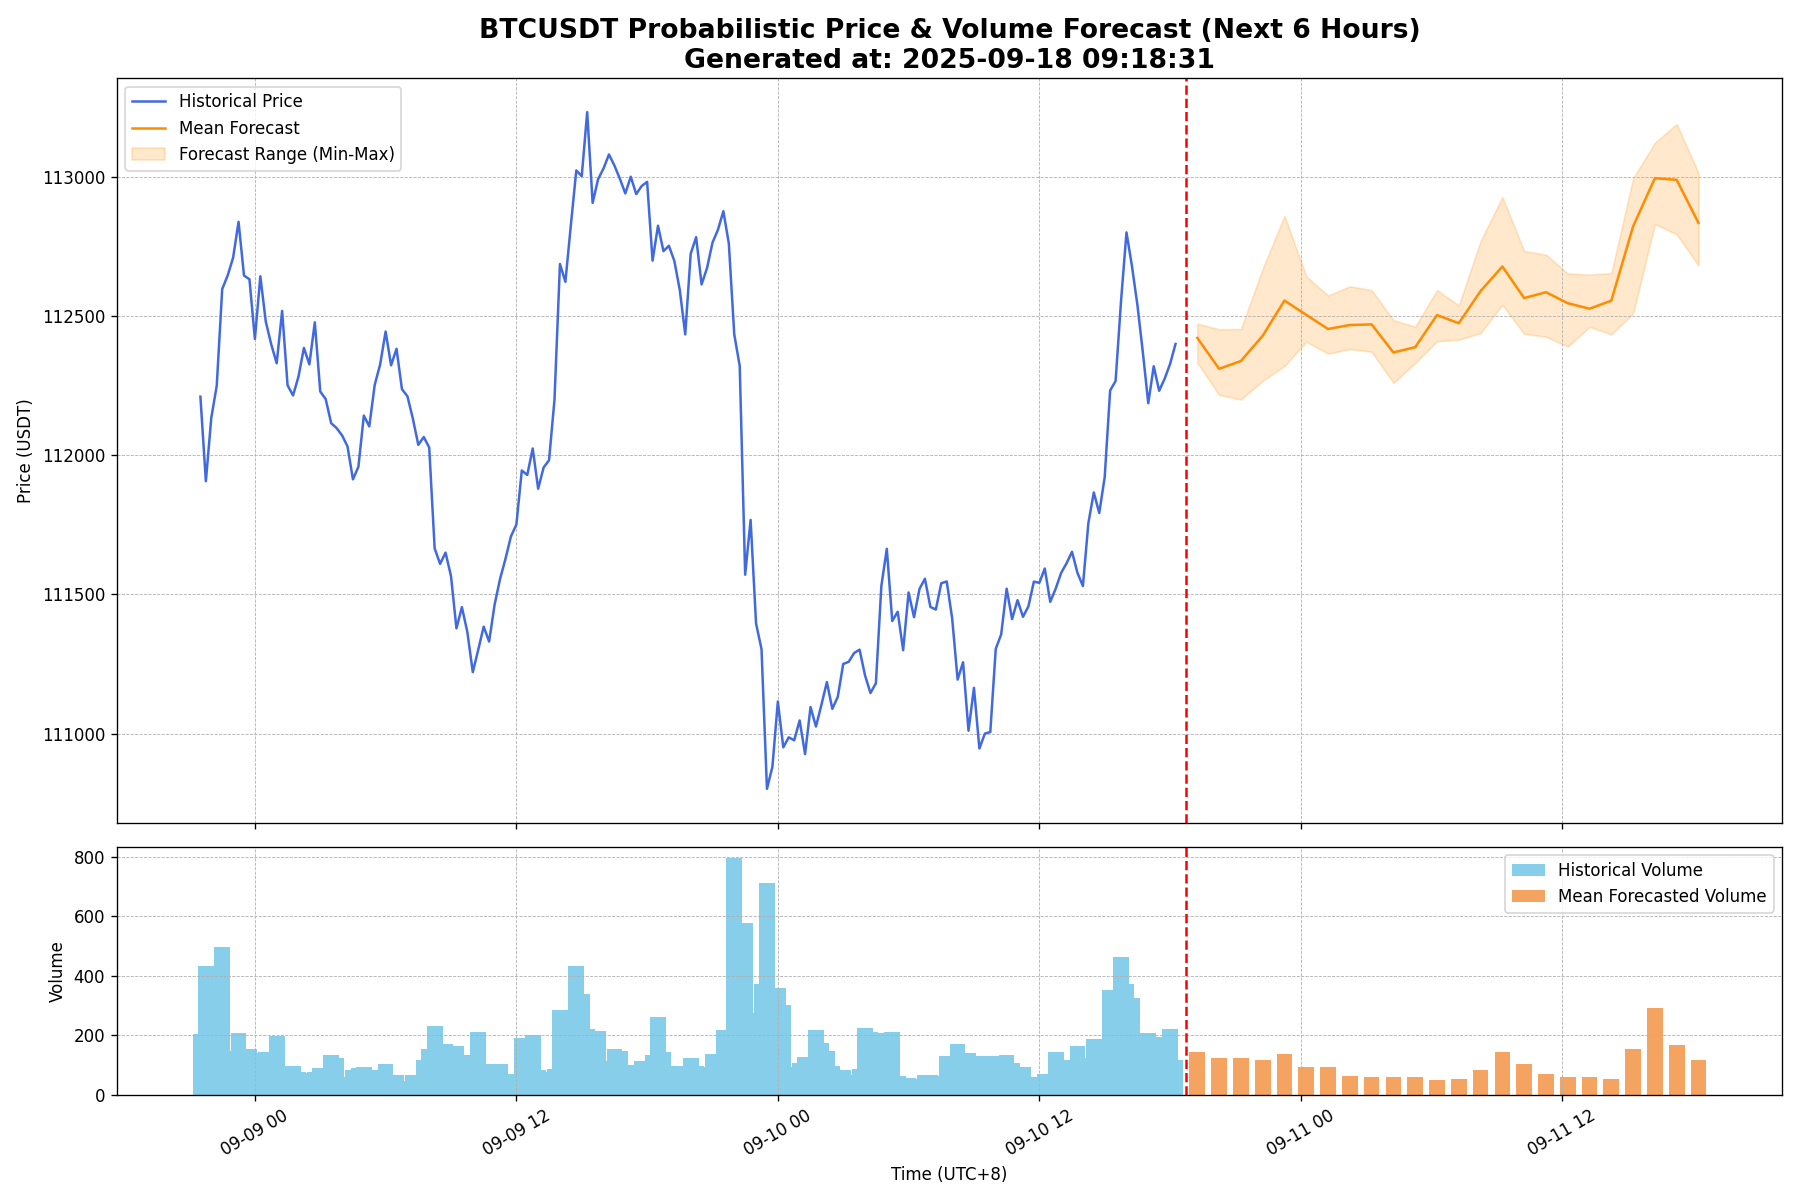 BTCUSDT Probabilistic Price & Volume Forecast (Next 6 Hours)
Generated at: 2025-09-18 09:18:31
Historical Price
Mean Forecast
Forecast Range (Min-Max)
113000
112500
112000
111500
111000
Price (USDT)
Historical Volume
Mean Forecasted Volume
800
600
400
200
0
Volume
09-09 00
09-09 12
09-10 00
09-10 12
09-11 00
09-11 12
Time (UTC+8)